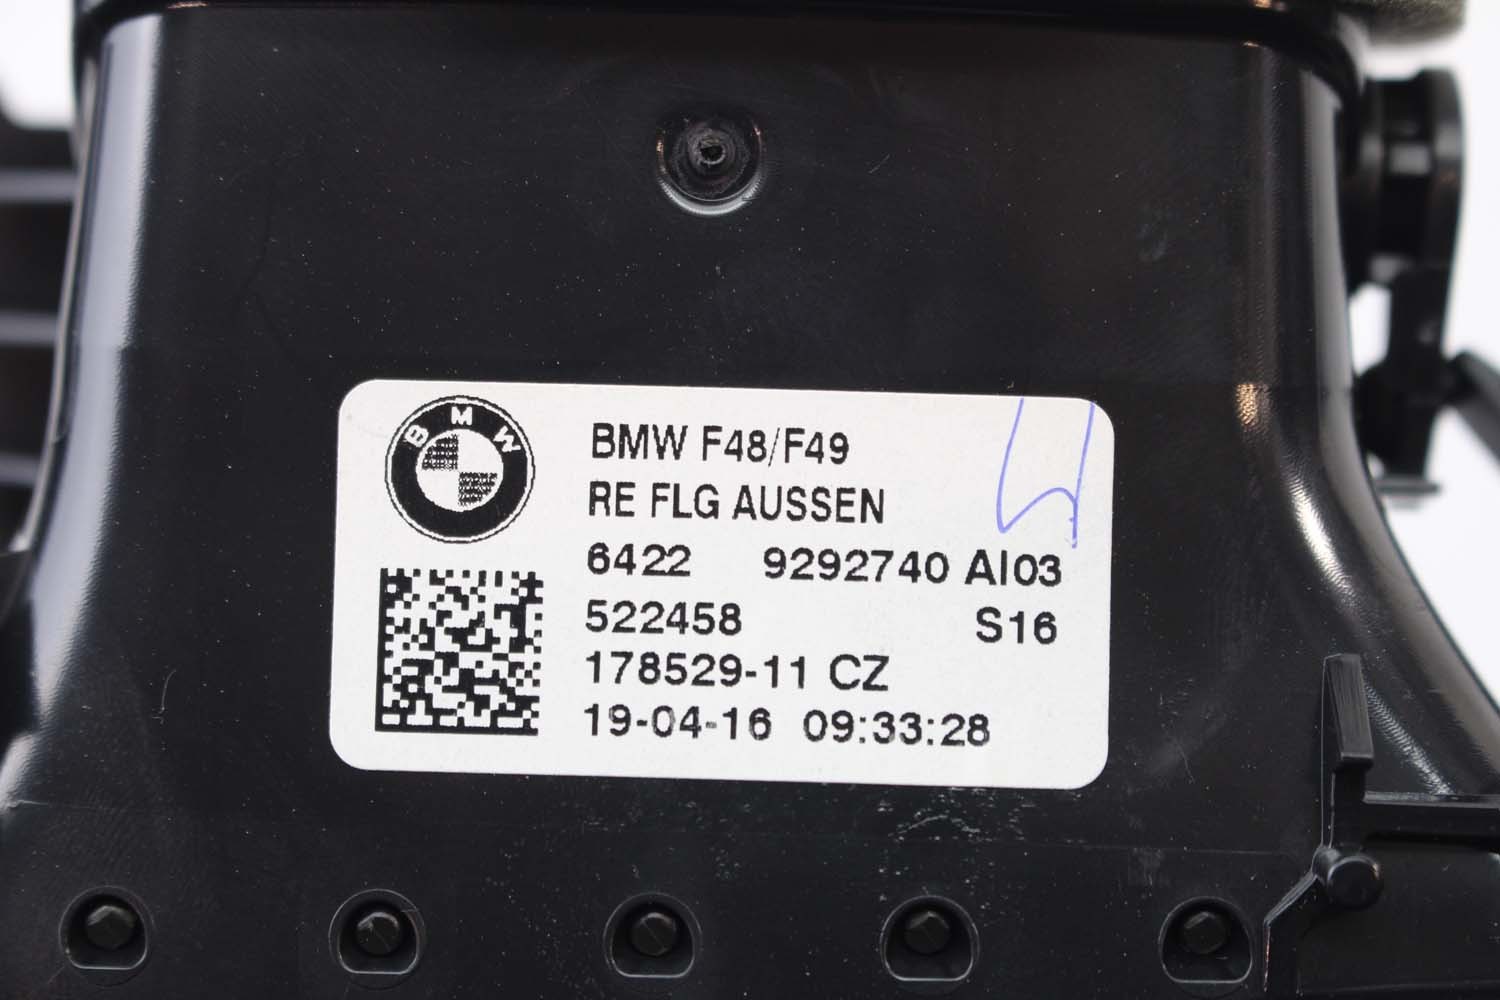 BMW
BMW F48/F49
RE FLG AUSSEN
6422 9292740 AI03
522458 S16
178529-11 CZ
19-04-16 09:33:28